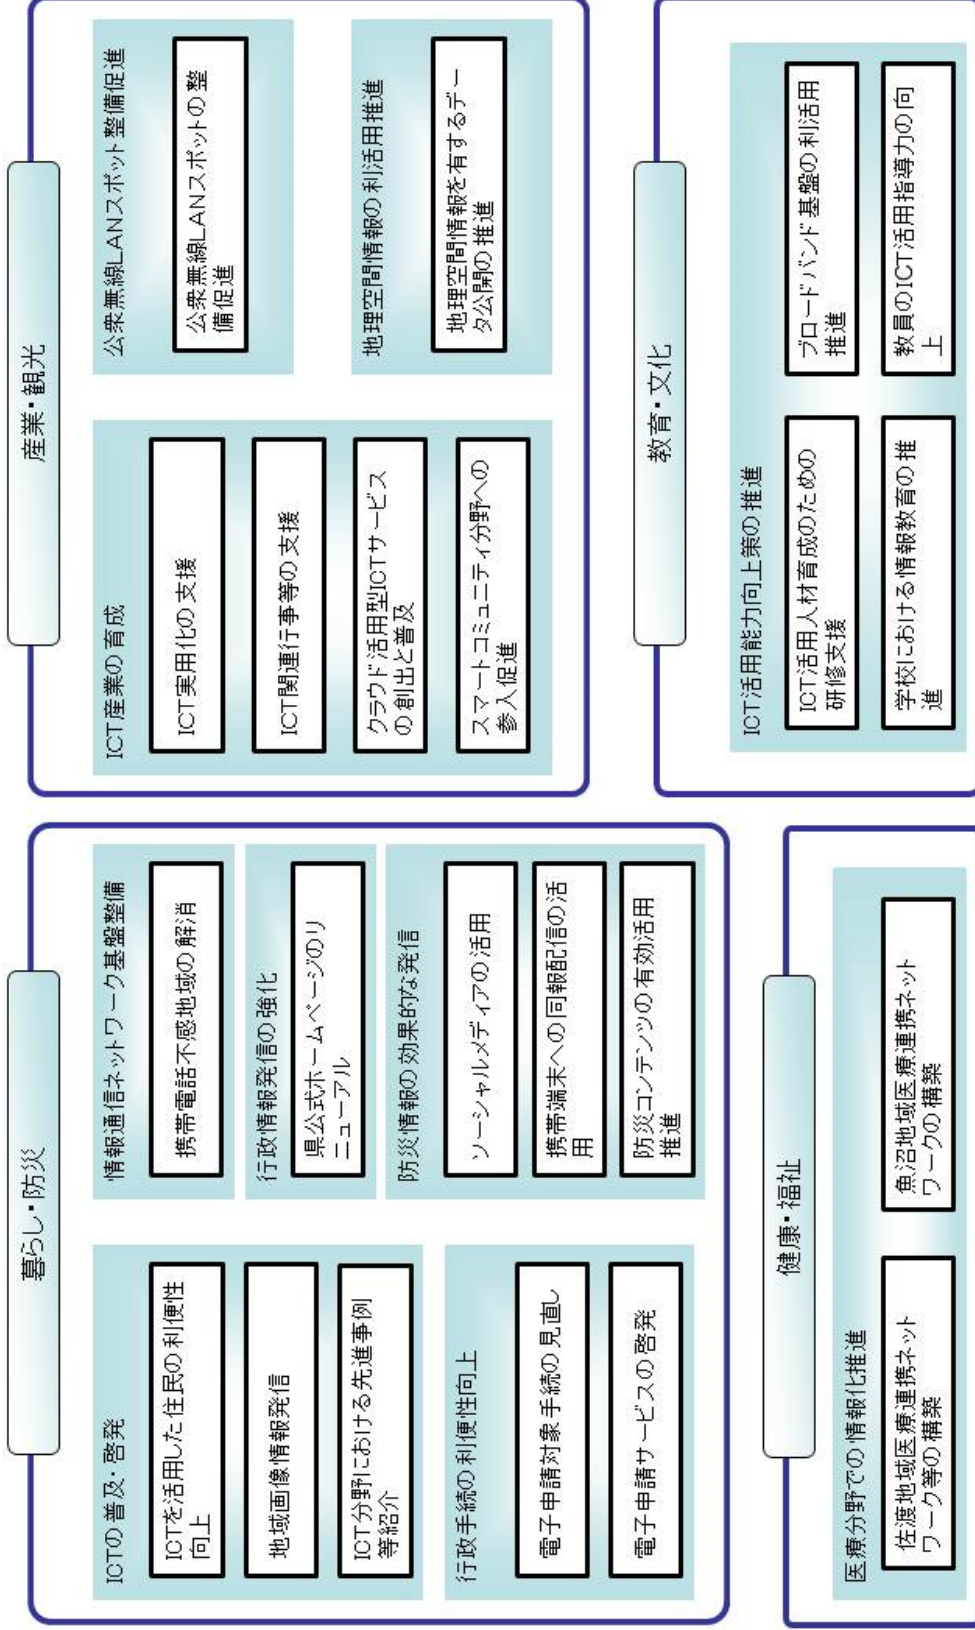 暮らし・防災
ICTの普及・啓発
ICTを活用した住民の利便性
向上
地域画像情報発信
ICT分野における先進事例
等紹介
行政手続の利便性向上
電子申請対象手続の見直し
電子申請サービスの啓発
情報通信ネットワーク基盤整備
携帯電話不感地域の解消
行政情報発信の強化
県公式ホームページのリ
ニューアル
防災情報の効果的な発信
ソーシャルメディアの活用
携帯端末への同報配信の活
用
防災コンテンツの有効活用
推進
産業・観光
ICT産業の育成
ICT実用化の支援
ICT関連行事等の支援
クラウド活用型ICTサービス
の創出と普及
スマートコミュニティ分野への
参入促進
公衆無線LANスポット整備促進
公衆無線LANスポットの整
備促進
地理空間情報の利活用推進
地理空間情報を有するデー
タ公開の推進
健康・福祉
医療分野での情報化推進
佐渡地域医療連携ネット
ワーク等の構築
魚沼地域医療連携ネット
ワークの構築
教育・文化
ICT活用能力向上策の推進
ICT活用人材育成のための
研修支援
ブロードバンド基盤の利活用
推進
学校における情報教育の推
進
教員のICT活用指導力の向
上